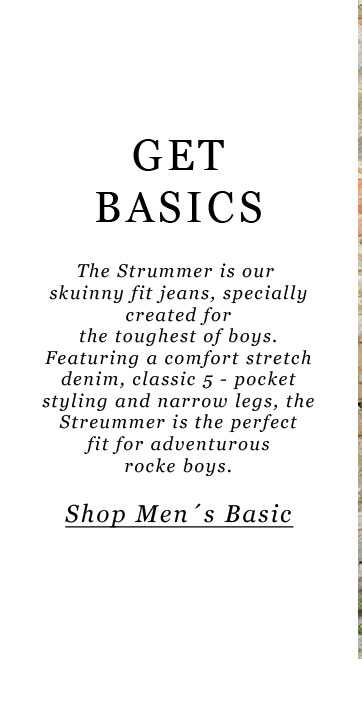 GET
BASICS
The Strummer is our
skuinny fit jeans, specially
created for
the toughest of boys.
Featuring a comfort stretch
denim, classic 5 - pocket
styling and narrow legs, the
Streummer is the perfect
fit for adventurous
rocke boys.
Shop Men´s Basic